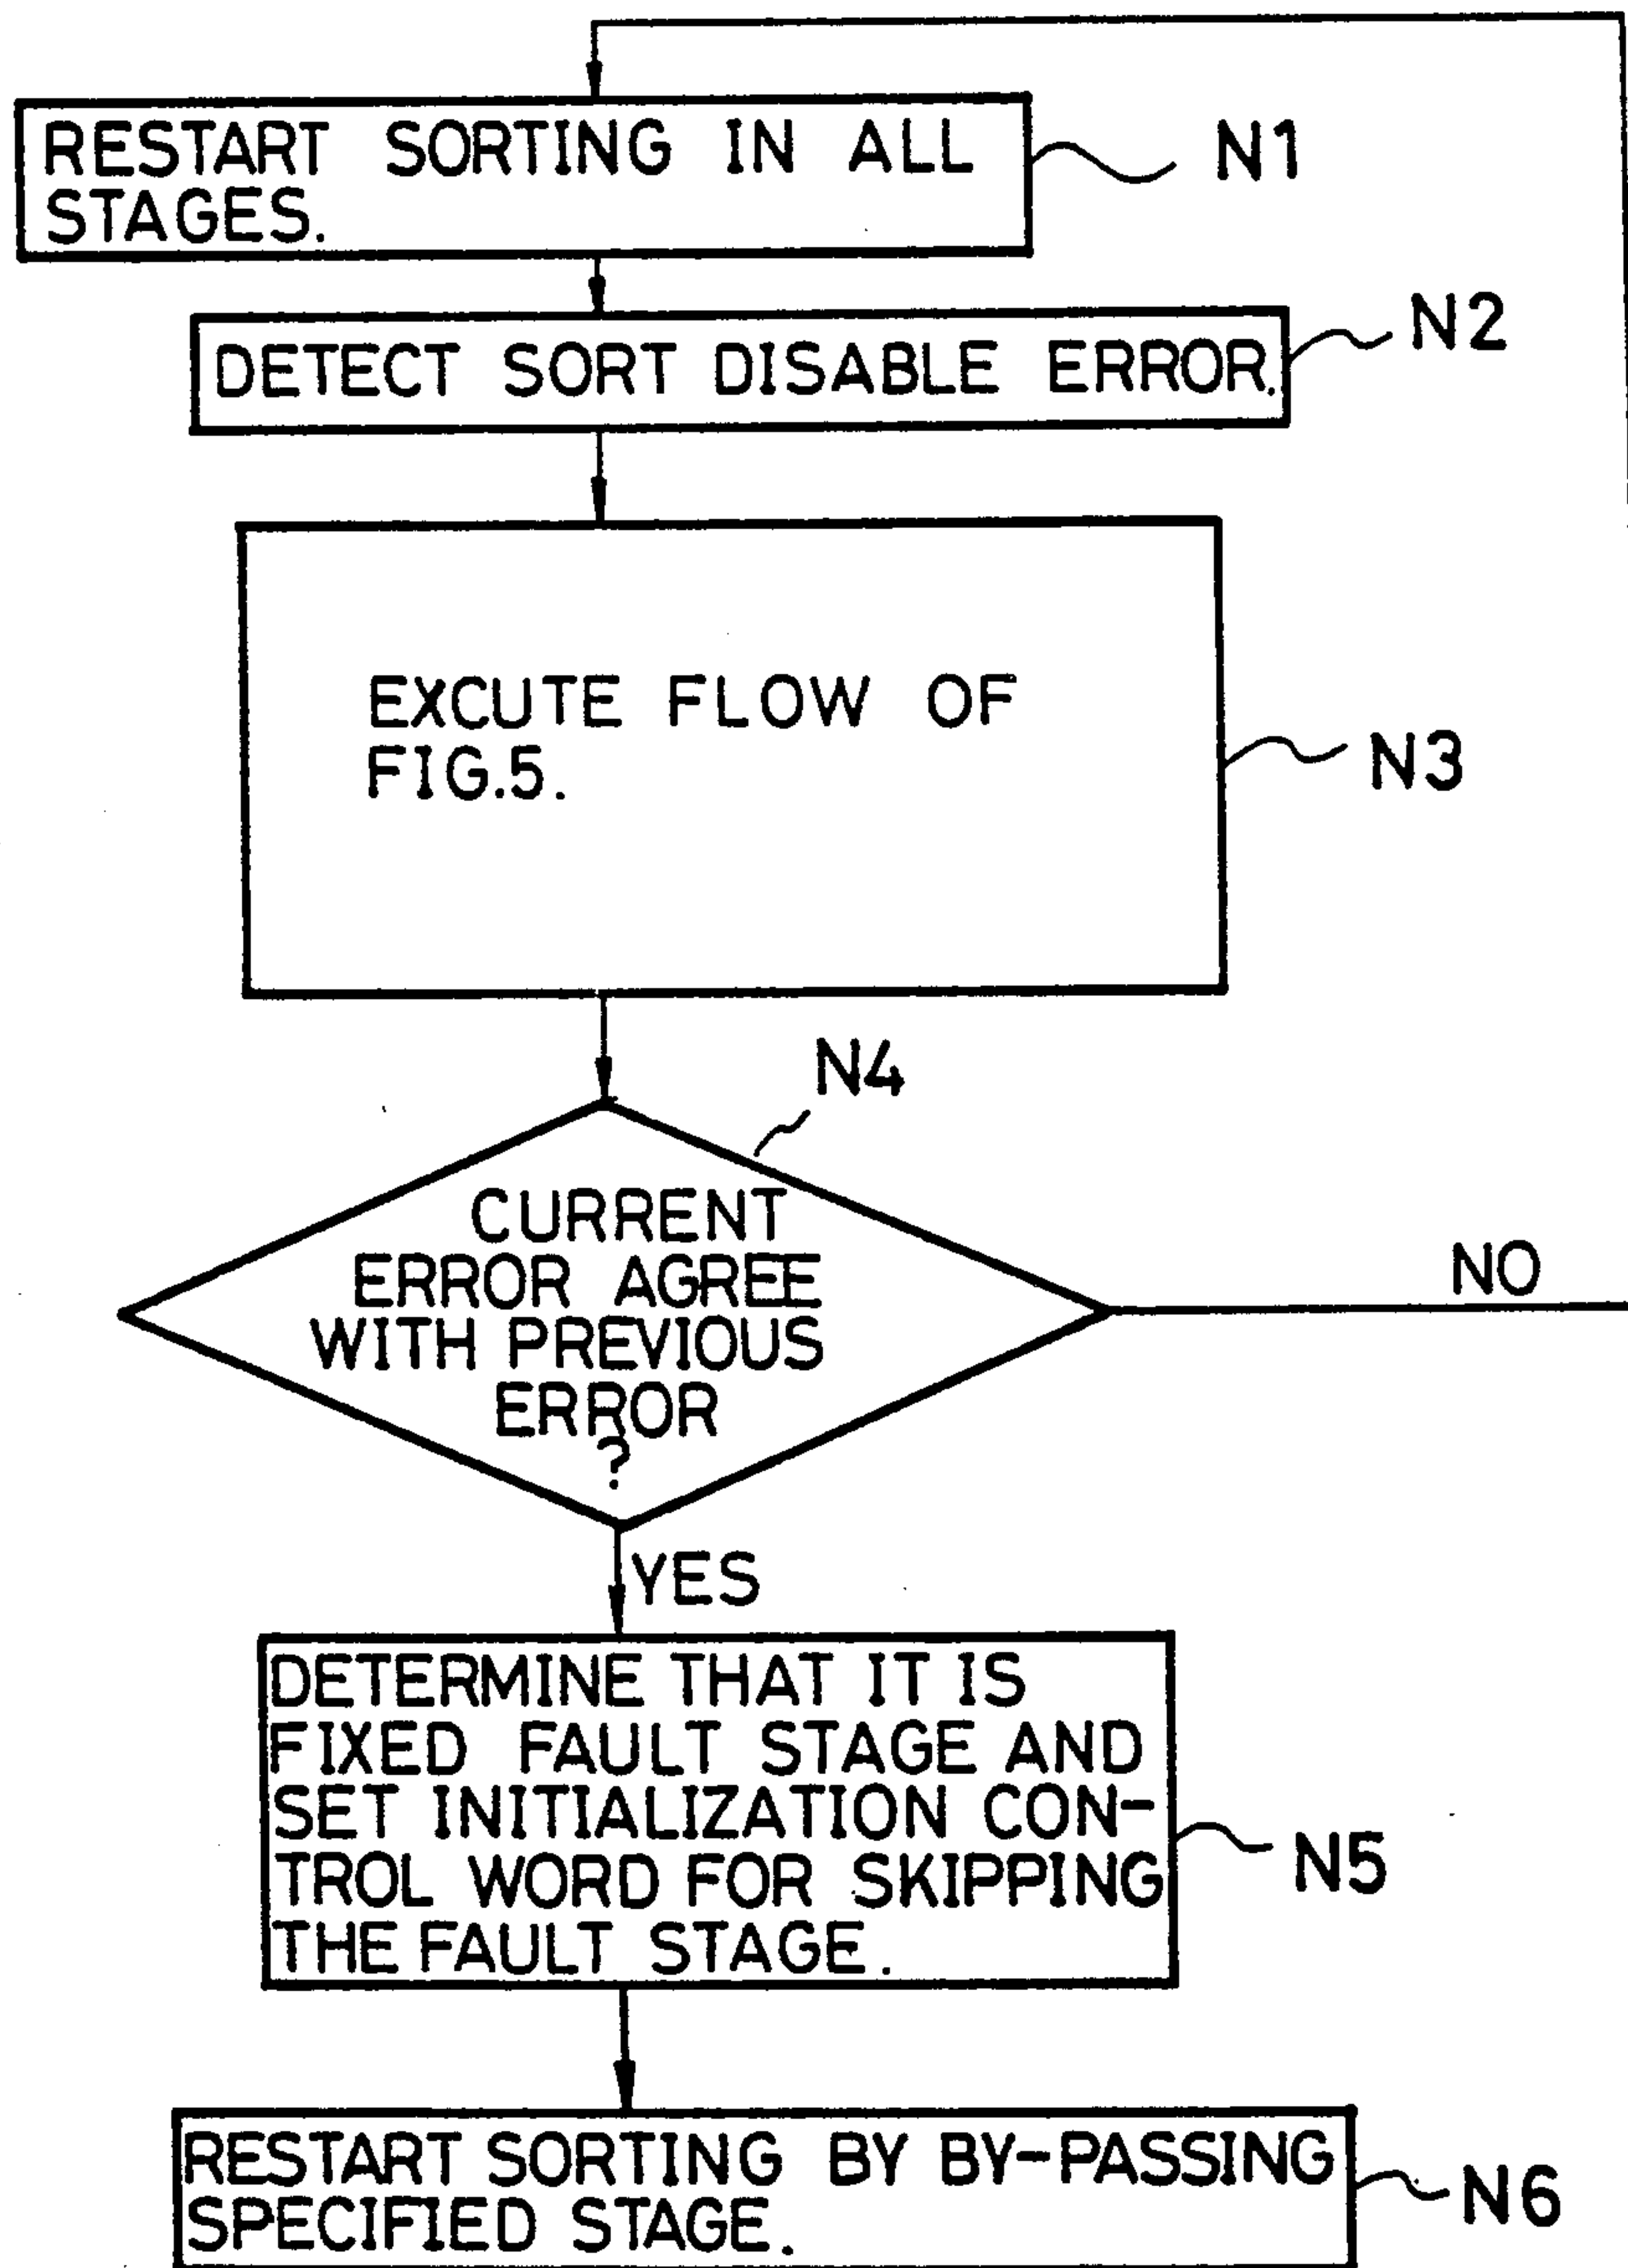 RESTART SORTING IN ALL
STAGES.
N1
DETECT SORT DISABLE ERROR.
N2
EXCUTE FLOW OF
FIG.5.
N3
N4
CURRENT
ERROR AGREE
WITH PREVIOUS
ERROR
?
NO
YES
DETERMINE THAT IT IS
FIXED FAULT STAGE AND
SET INITIALIZATION CON-
TROL WORD FOR SKIPPING
THE FAULT STAGE.
N5
RESTART SORTING BY BY-PASSING
SPECIFIED STAGE.
N6